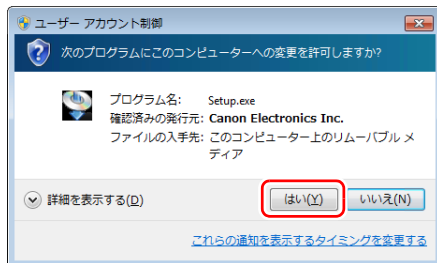 ユーザー アカウント制御
次のプログラムにこのコンピューターへの変更を許可しますか?
プログラム名: Setup.exe
確認済みの発行元: Canon Electronics Inc.
ファイルの入手先: このコンピューター上のリムーバブル メ
ディア
詳細を表示する(D)
はい(Y)
いいえ(N)
これらの通知を表示するタイミングを変更する